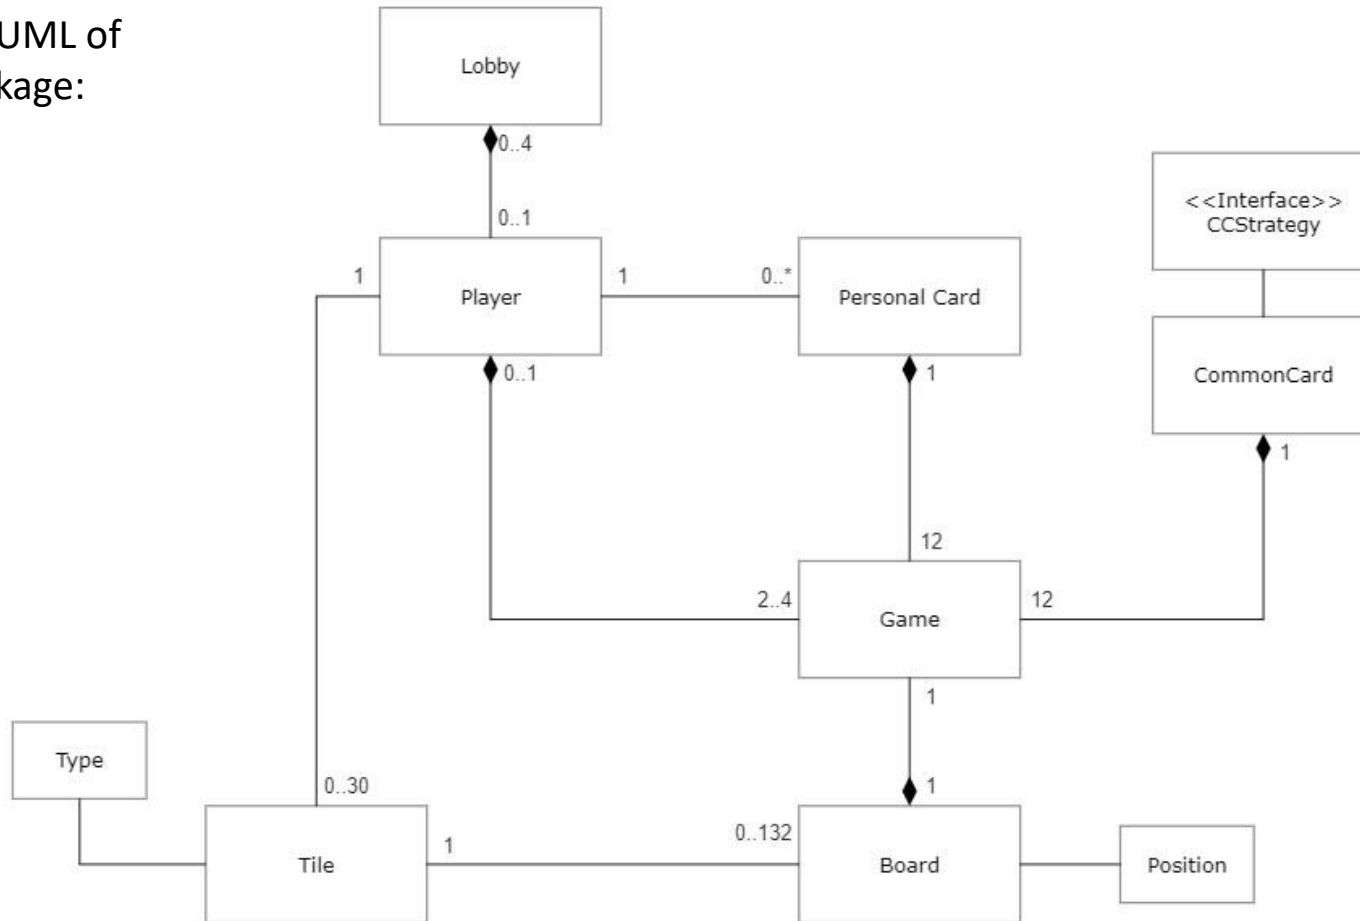 UML of
kage:
Lobby
0..4
0..1
<<Interface>>
CCStrategy
1
Player
1
0..*
Personal Card
0..1
1
CommonCard
1
12
2..4
Game
12
1
Type
0..30
1
Tile
1
0..132
Board
Position